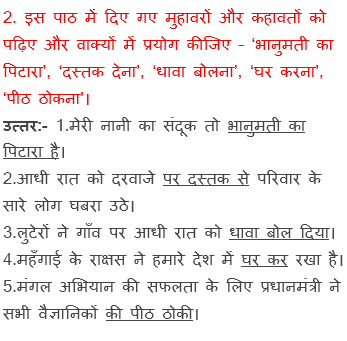 2. इस पाठ में दिए गए मुहावरों और कहावतों को
पढ़िए और वाक्यों में प्रयोग कीजिए - ‘भानुमती का
पिटारा’, ‘दस्तक देना’, ‘धावा बोलना’, ‘घर करना’,
‘पीठ ठोकना’।
उत्तर:- 1.मेरी नानी का संदूक तो भानुमती का
पिटारा है।
2.आधी रात को दरवाजे पर दस्तक से परिवार के
सारे लोग घबरा उठे।
3.लुटेरों ने गाँव पर आधी रात को धावा बोल दिया।
4.महँगाई के राक्षस ने हमारे देश में घर कर रखा है।
5.मंगल अभियान की सफलता के लिए प्रधानमंत्री ने
सभी वैज्ञानिकों की पीठ ठोकी।